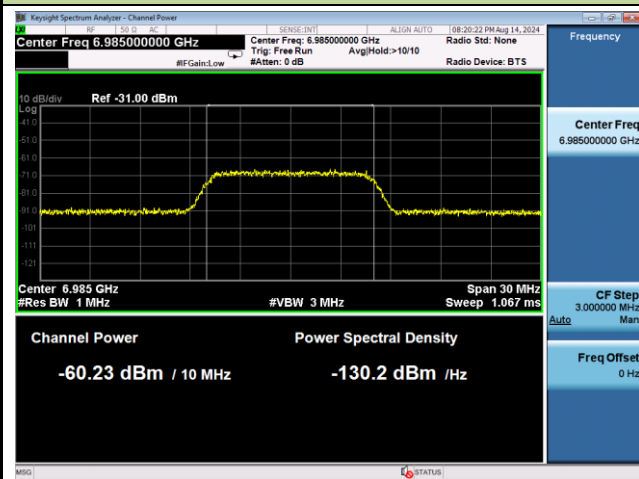 Keysight Spectrum Analyzer - Channel Power
RF 50 Ω AC SENSE:INT ALIGN AUTO 08:20:22 PM Aug 14, 2024
Center Freq 6.985000000 GHz Center Freq: 6.985000000 GHz Radio Std: None
Trig: Free Run Avg|Hold:>10/10
#IFGain:Low #Atten: 0 dB Radio Device: BTS
Frequency
10 dB/div Ref -31.00 dBm
Log
-41.0
-51.0
-61.0
-71.0
-81.0
-91.0
-101
-111
-121
Center 6.985 GHz Span 30 MHz
#Res BW 1 MHz #VBW 3 MHz Sweep 1.067 ms
Channel Power Power Spectral Density
-60.23 dBm / 10 MHz -130.2 dBm /Hz
Center Freq
6.985000000 GHz
CF Step
3.000000 MHz
Auto Man
Freq Offset
0 Hz
MSG STATUS